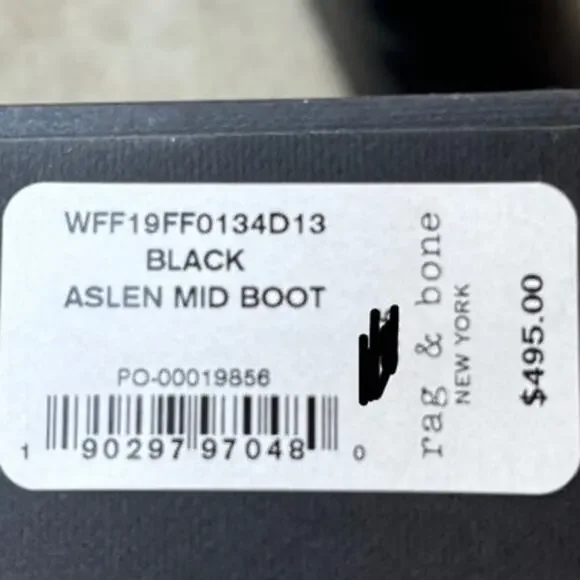 WFF19FF0134D13
BLACK
ASLEN MID BOOT
PO-00019856
1 90297 97048 0
rag & bone
NEW YORK
$495.00